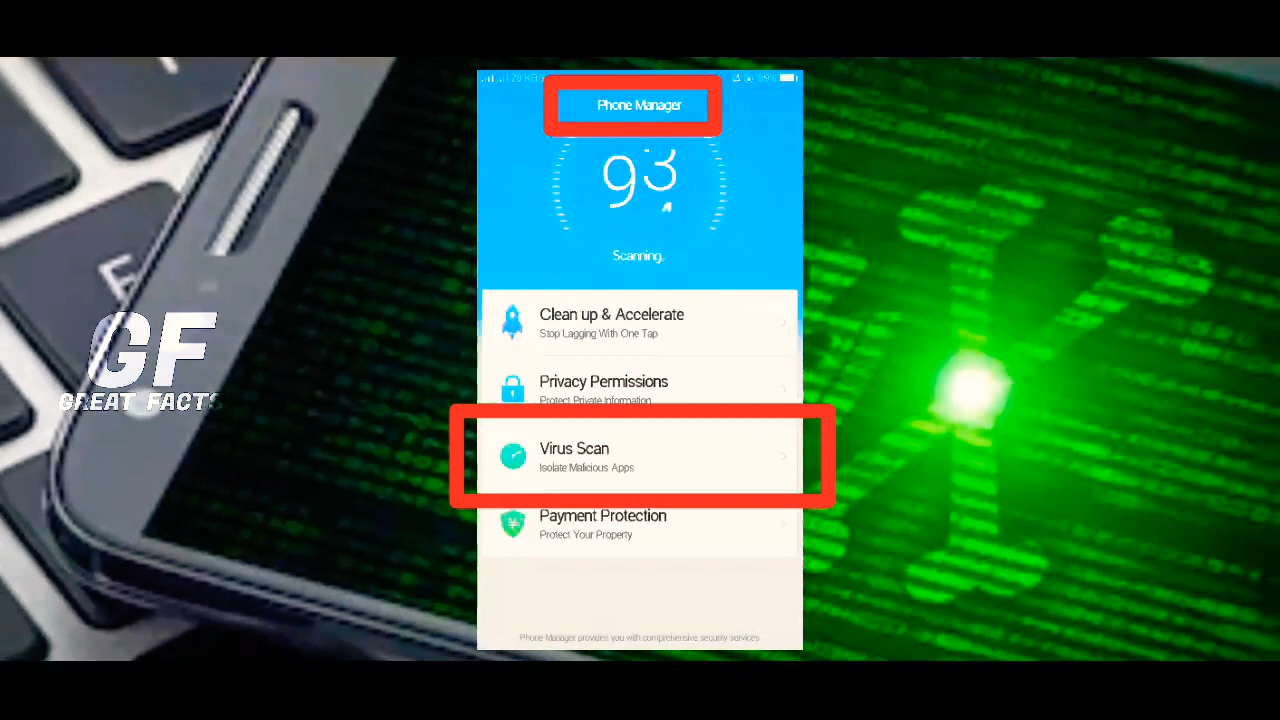 Phone Manager
93
Scanning.
Clean up & Accelerate
Stop Lagging With One Tap
Privacy Permissions
Protect Private Information
Virus Scan
Isolate Malicious Apps
Payment Protection
Protect Your Property
Phone Manager provides you with comprehensive security services
GF
GREAT FACTS